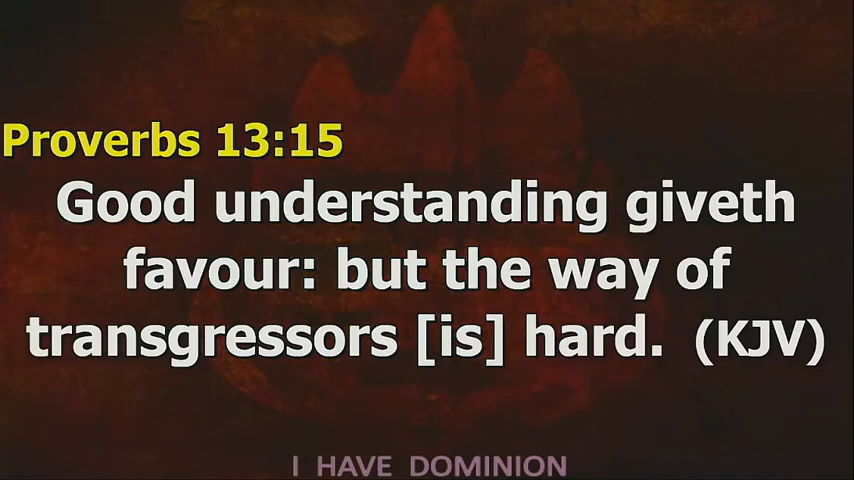 Proverbs 13:15
Good understanding giveth
favour: but the way of
transgressors [is] hard. (KJV)
I HAVE DOMINION